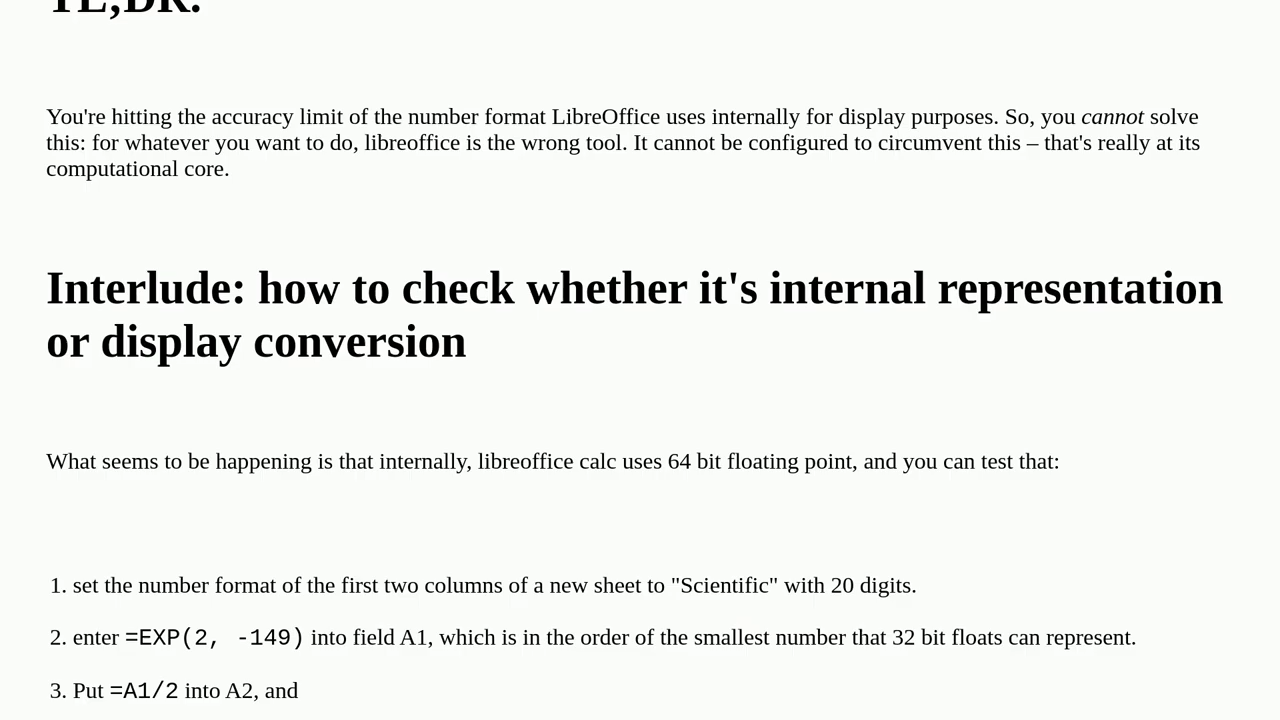 TL;DR:
You're hitting the accuracy limit of the number format LibreOffice uses internally for display purposes. So, you cannot solve
this: for whatever you want to do, libreoffice is the wrong tool. It cannot be configured to circumvent this – that's really at its
computational core.
Interlude: how to check whether it's internal representation
or display conversion
What seems to be happening is that internally, libreoffice calc uses 64 bit floating point, and you can test that:
1. set the number format of the first two columns of a new sheet to "Scientific" with 20 digits.
2. enter =EXP(2, -149) into field A1, which is in the order of the smallest number that 32 bit floats can represent.
3. Put =A1/2 into A2, and